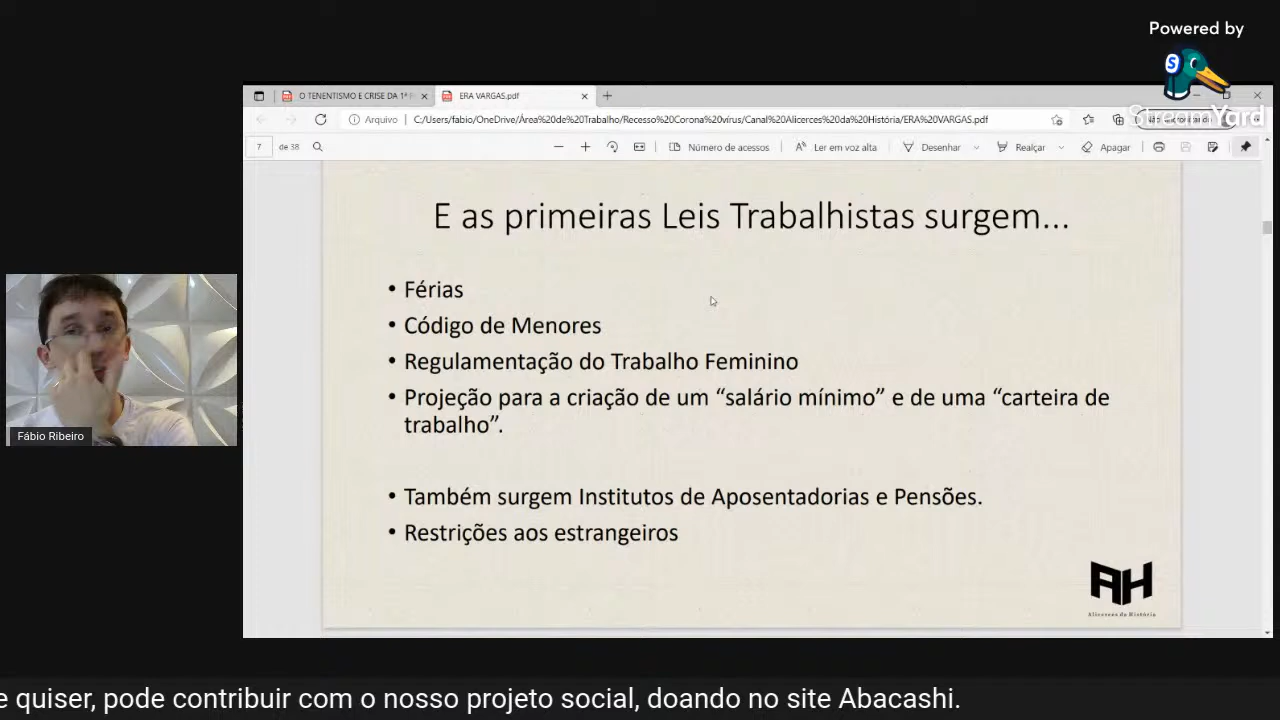 Powered by
S
StreamYard
O TENENTISMO E CRISE DA 1ª
ERA VARGAS.pdf
Arquivo
C:/Users/fabio/OneDrive/Área%20de%20Trabalho/Recesso%20Corona%20vírus/Canal%20Alicerces%20da%20História/ERA%20VARGAS.pdf
7 de 38
Número de acessos
Ler em voz alta
Desenhar
Realçar
Apagar
E as primeiras Leis Trabalhistas surgem...
• Férias
• Código de Menores
• Regulamentação do Trabalho Feminino
• Projeção para a criação de um “salário mínimo” e de uma “carteira de
trabalho”.
• Também surgem Institutos de Aposentadorias e Pensões.
• Restrições aos estrangeiros
AH
Alicerces da História
Fábio Ribeiro
e quiser, pode contribuir com o nosso projeto social, doando no site Abacashi.